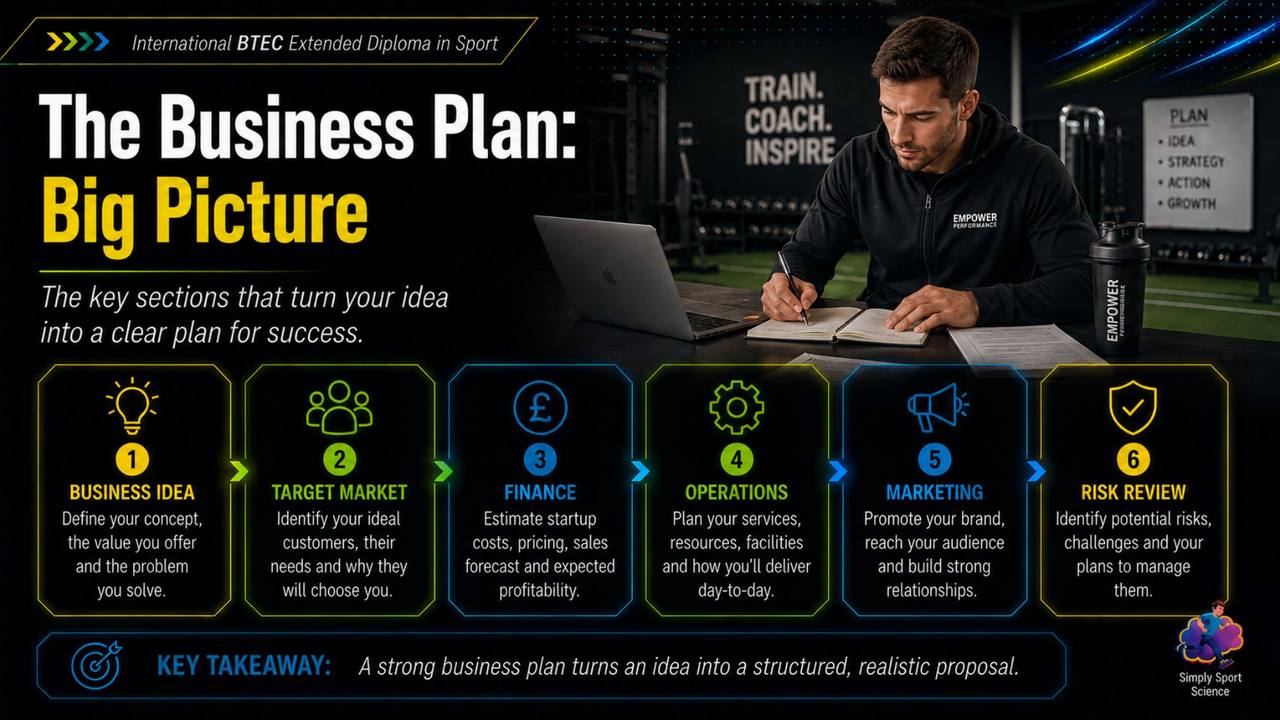 International BTEC Extended Diploma in Sport
The Business Plan:
Big Picture
The key sections that turn your idea
into a clear plan for success.
TRAIN.
COACH.
INSPIRE.
PLAN
• IDEA
• STRATEGY
• ACTION
• GROWTH
EMPOWER
PERFORMANCE
EMPOWER
1
BUSINESS IDEA
Define your concept,
the value you offer
and the problem
you solve.
2
TARGET MARKET
Identify your ideal
customers, their
needs and why they
will choose you.
£
3
FINANCE
Estimate startup
costs, pricing, sales
forecast and expected
profitability.
4
OPERATIONS
Plan your services,
resources, facilities
and how you'll deliver
day-to-day.
5
MARKETING
Promote your brand,
reach your audience
and build strong
relationships.
6
RISK REVIEW
Identify potential risks,
challenges and your
plans to manage
them.
KEY TAKEAWAY: A strong business plan turns an idea into a structured, realistic proposal.
Simply Sport
Science